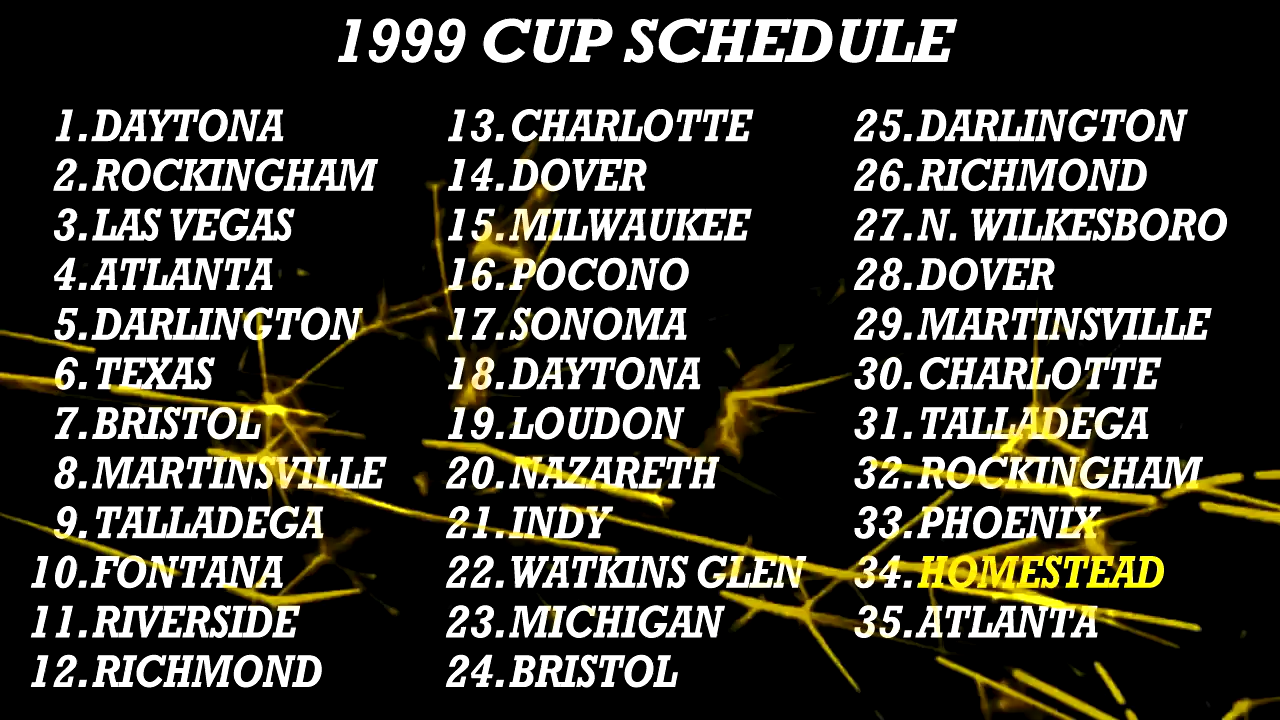 1999 CUP SCHEDULE
1. DAYTONA
2. ROCKINGHAM
3. LAS VEGAS
4. ATLANTA
5. DARLINGTON
6. TEXAS
7. BRISTOL
8. MARTINSVILLE
9. TALLADEGA
10. FONTANA
11. RIVERSIDE
12. RICHMOND
13. CHARLOTTE
14. DOVER
15. MILWAUKEE
16. POCONO
17. SONOMA
18. DAYTONA
19. LOUDON
20. NAZARETH
21. INDY
22. WATKINS GLEN
23. MICHIGAN
24. BRISTOL
25. DARLINGTON
26. RICHMOND
27. N. WILKESBORO
28. DOVER
29. MARTINSVILLE
30. CHARLOTTE
31. TALLADEGA
32. ROCKINGHAM
33. PHOENIX
34. HOMESTEAD
35. ATLANTA